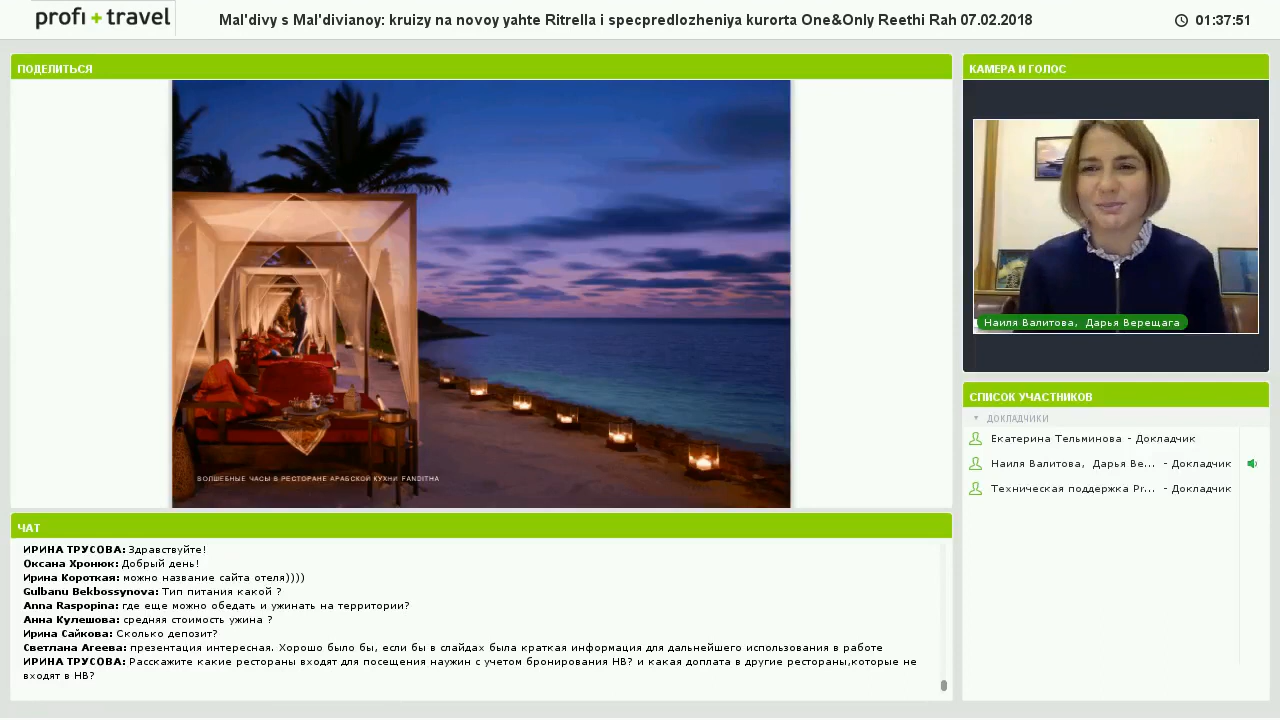 profi + travel
Mal'divy s Mal'divianoy: kruizy na novoy yahte Ritrella i specpredlozheniya kurorta One&Only Reethi Rah 07.02.2018
01:37:51
ПОДЕЛИТЬСЯ
ВОЛШЕБНЫЕ ЧАСЫ В РЕСТОРАНЕ АРАБСКОЙ КУХНИ FANDITHA
ЧАТ
ИРИНА ТРУСОВА: Здравствуйте!
Оксана Хронюк: Добрый день!
Ирина Короткая: можно название сайта отеля))))
Gulbanu Bekbossynova: Тип питания какой ?
Anna Raspopina: где еще можно обедать и ужинать на территории?
Анна Кулешова: средняя стоимость ужина ?
Ирина Сайкова: Сколько депозит?
Светлана Агеева: презентация интересная. Хорошо было бы, если бы в слайдах была краткая информация для дальнейшего использования в работе
ИРИНА ТРУСОВА: Расскажите какие рестораны входят для посещения наужин с учетом бронирования НВ? и какая доплата в другие рестораны,которые не
входят в НВ?
КАМЕРА И ГОЛОС
Наиля Валитова, Дарья Верещага
СПИСОК УЧАСТНИКОВ
ДОКЛАДЧИКИ
Екатерина Тельминова - Докладчик
Наиля Валитова, Дарья Ве... - Докладчик
Техническая поддержка Pr... - Докладчик